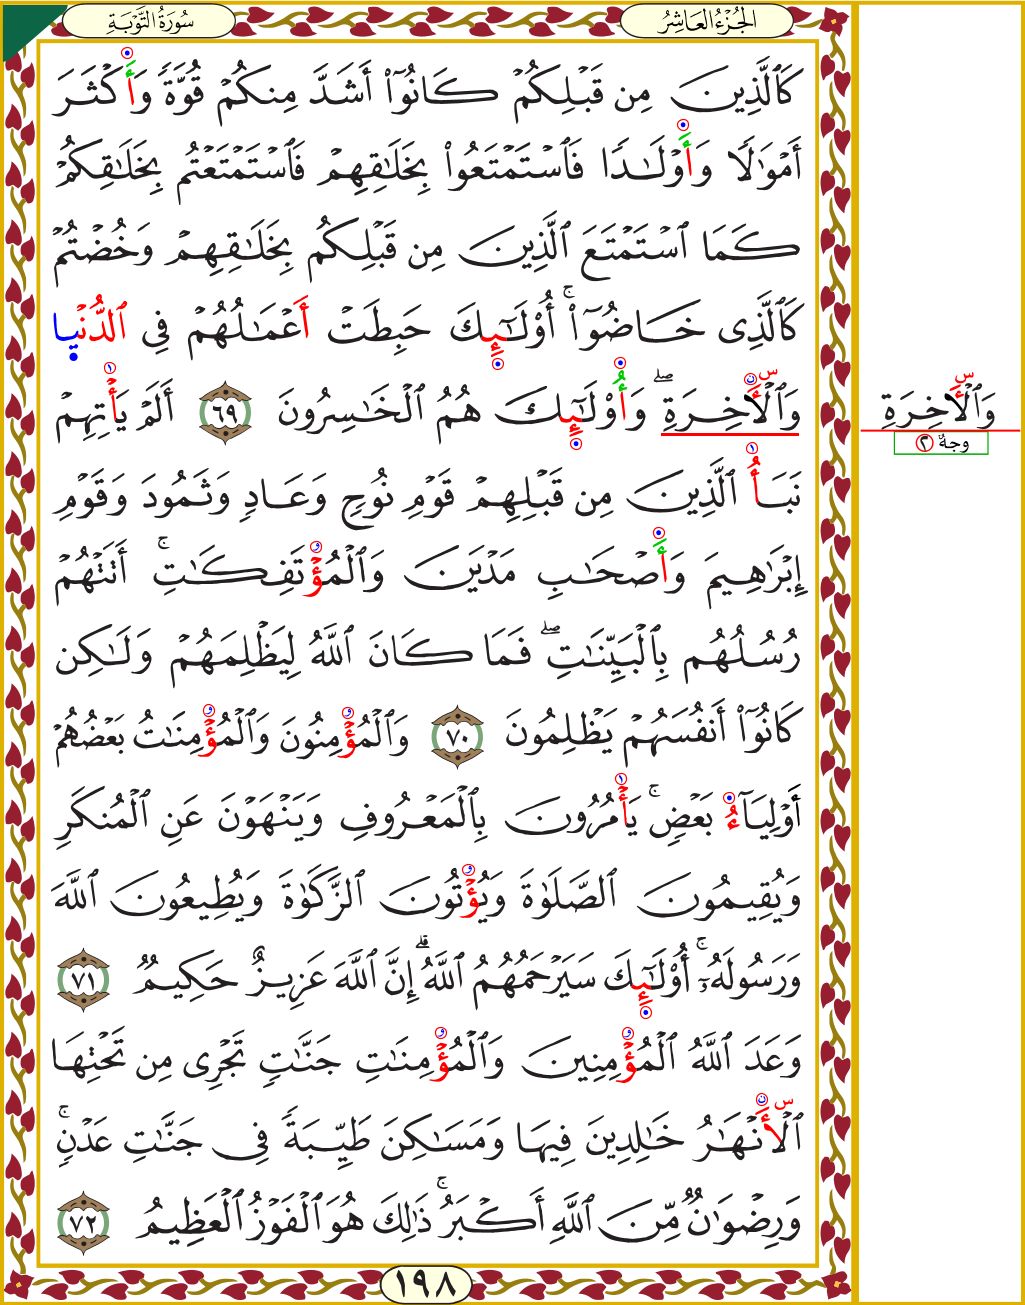 الجُزْءُ العَاشِرُ
سُورَةُ التَّوْبَةِ
كَٱلَّذِينَ مِن قَبْلِكُمْ كَانُوٓا۟ أَشَدَّ مِنكُمْ قُوَّةً وَأَكْثَرَ
أَمْوَٰلًا وَأَوْلَـٰدًا فَٱسْتَمْتَعُوا۟ بِخَلَـٰقِهِمْ فَٱسْتَمْتَعْتُم بِخَلَـٰقِكُمْ
كَمَا ٱسْتَمْتَعَ ٱلَّذِينَ مِن قَبْلِكُم بِخَلَـٰقِهِمْ وَخُضْتُمْ
كَٱلَّذِى خَاضُوٓا۟ ۚ أُو۟لَـٰٓئِكَ حَبِطَتْ أَعْمَـٰلُهُمْ فِى ٱلدُّنْيَا
وَٱلْـَٔاخِرَةِ ۖ وَأُو۟لَـٰٓئِكَ هُمُ ٱلْخَـٰسِرُونَ ٦٩ أَلَمْ يَأْتِهِمْ
نَبَأُ ٱلَّذِينَ مِن قَبْلِهِمْ قَوْمِ نُوحٍ وَعَادٍ وَثَمُودَ وَقَوْمِ
إِبْرَٰهِيمَ وَأَصْحَـٰبِ مَدْيَنَ وَٱلْمُؤْتَفِكَـٰتِ ۚ أَتَتْهُمْ
رُسُلُهُم بِٱلْبَيِّنَـٰتِ ۖ فَمَا كَانَ ٱللَّهُ لِيَظْلِمَهُمْ وَلَـٰكِن
كَانُوٓا۟ أَنفُسَهُمْ يَظْلِمُونَ ٧٠ وَٱلْمُؤْمِنُونَ وَٱلْمُؤْمِنَـٰتُ بَعْضُهُمْ
أَوْلِيَآءُ بَعْضٍ ۚ يَأْمُرُونَ بِٱلْمَعْرُوفِ وَيَنْهَوْنَ عَنِ ٱلْمُنكَرِ
وَيُقِيمُونَ ٱلصَّلَوٰةَ وَيُؤْتُونَ ٱلزَّكَوٰةَ وَيُطِيعُونَ ٱللَّهَ
وَرَسُولَهُۥٓ ۚ أُو۟لَـٰٓئِكَ سَيَرْحَمُهُمُ ٱللَّهُ ۗ إِنَّ ٱللَّهَ عَزِيزٌ حَكِيمٌ ٧١
وَعَدَ ٱللَّهُ ٱلْمُؤْمِنِينَ وَٱلْمُؤْمِنَـٰتِ جَنَّـٰتٍ تَجْرِى مِن تَحْتِهَا
ٱلْأَنْهَـٰرُ خَـٰلِدِينَ فِيهَا وَمَسَـٰكِنَ طَيِّبَةً فِى جَنَّـٰتِ عَدْنٍ ۚ
وَرِضْوَٰنٌ مِّنَ ٱللَّهِ أَكْبَرُ ۚ ذَٰلِكَ هُوَ ٱلْفَوْزُ ٱلْعَظِيمُ ٧٢
١٩٨
وَٱلْـَٔاخِرَةِ
وجهٌ ٢